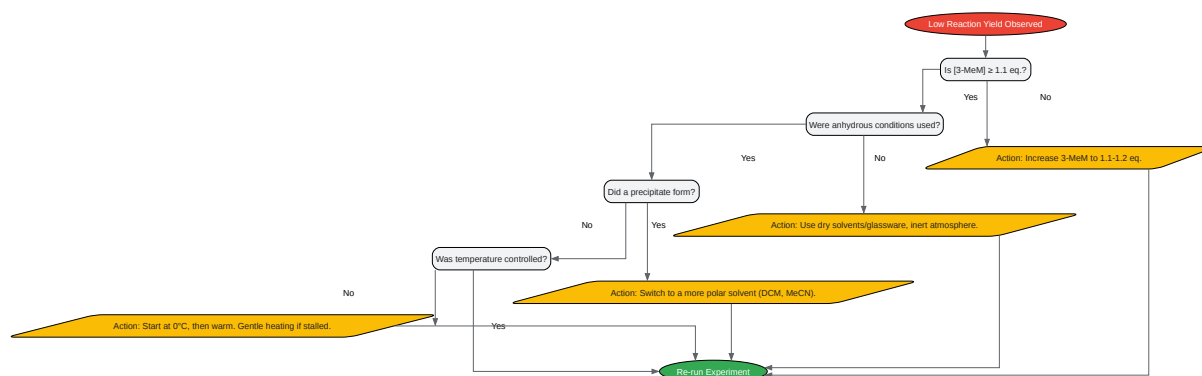 Low Reaction Yield Observed
Is [3-MeM] ≥ 1.1 eq.?
Yes
No
Were anhydrous conditions used?
Yes
No
Action: Increase 3-MeM to 1.1-1.2 eq.
Did a precipitate form?
No
Yes
Action: Use dry solvents/glassware, inert atmosphere.
Was temperature controlled?
No
Action: Switch to a more polar solvent (DCM, MeCN).
Action: Start at 0°C, then warm. Gentle heating if stalled.
Yes
Re-run Experiment